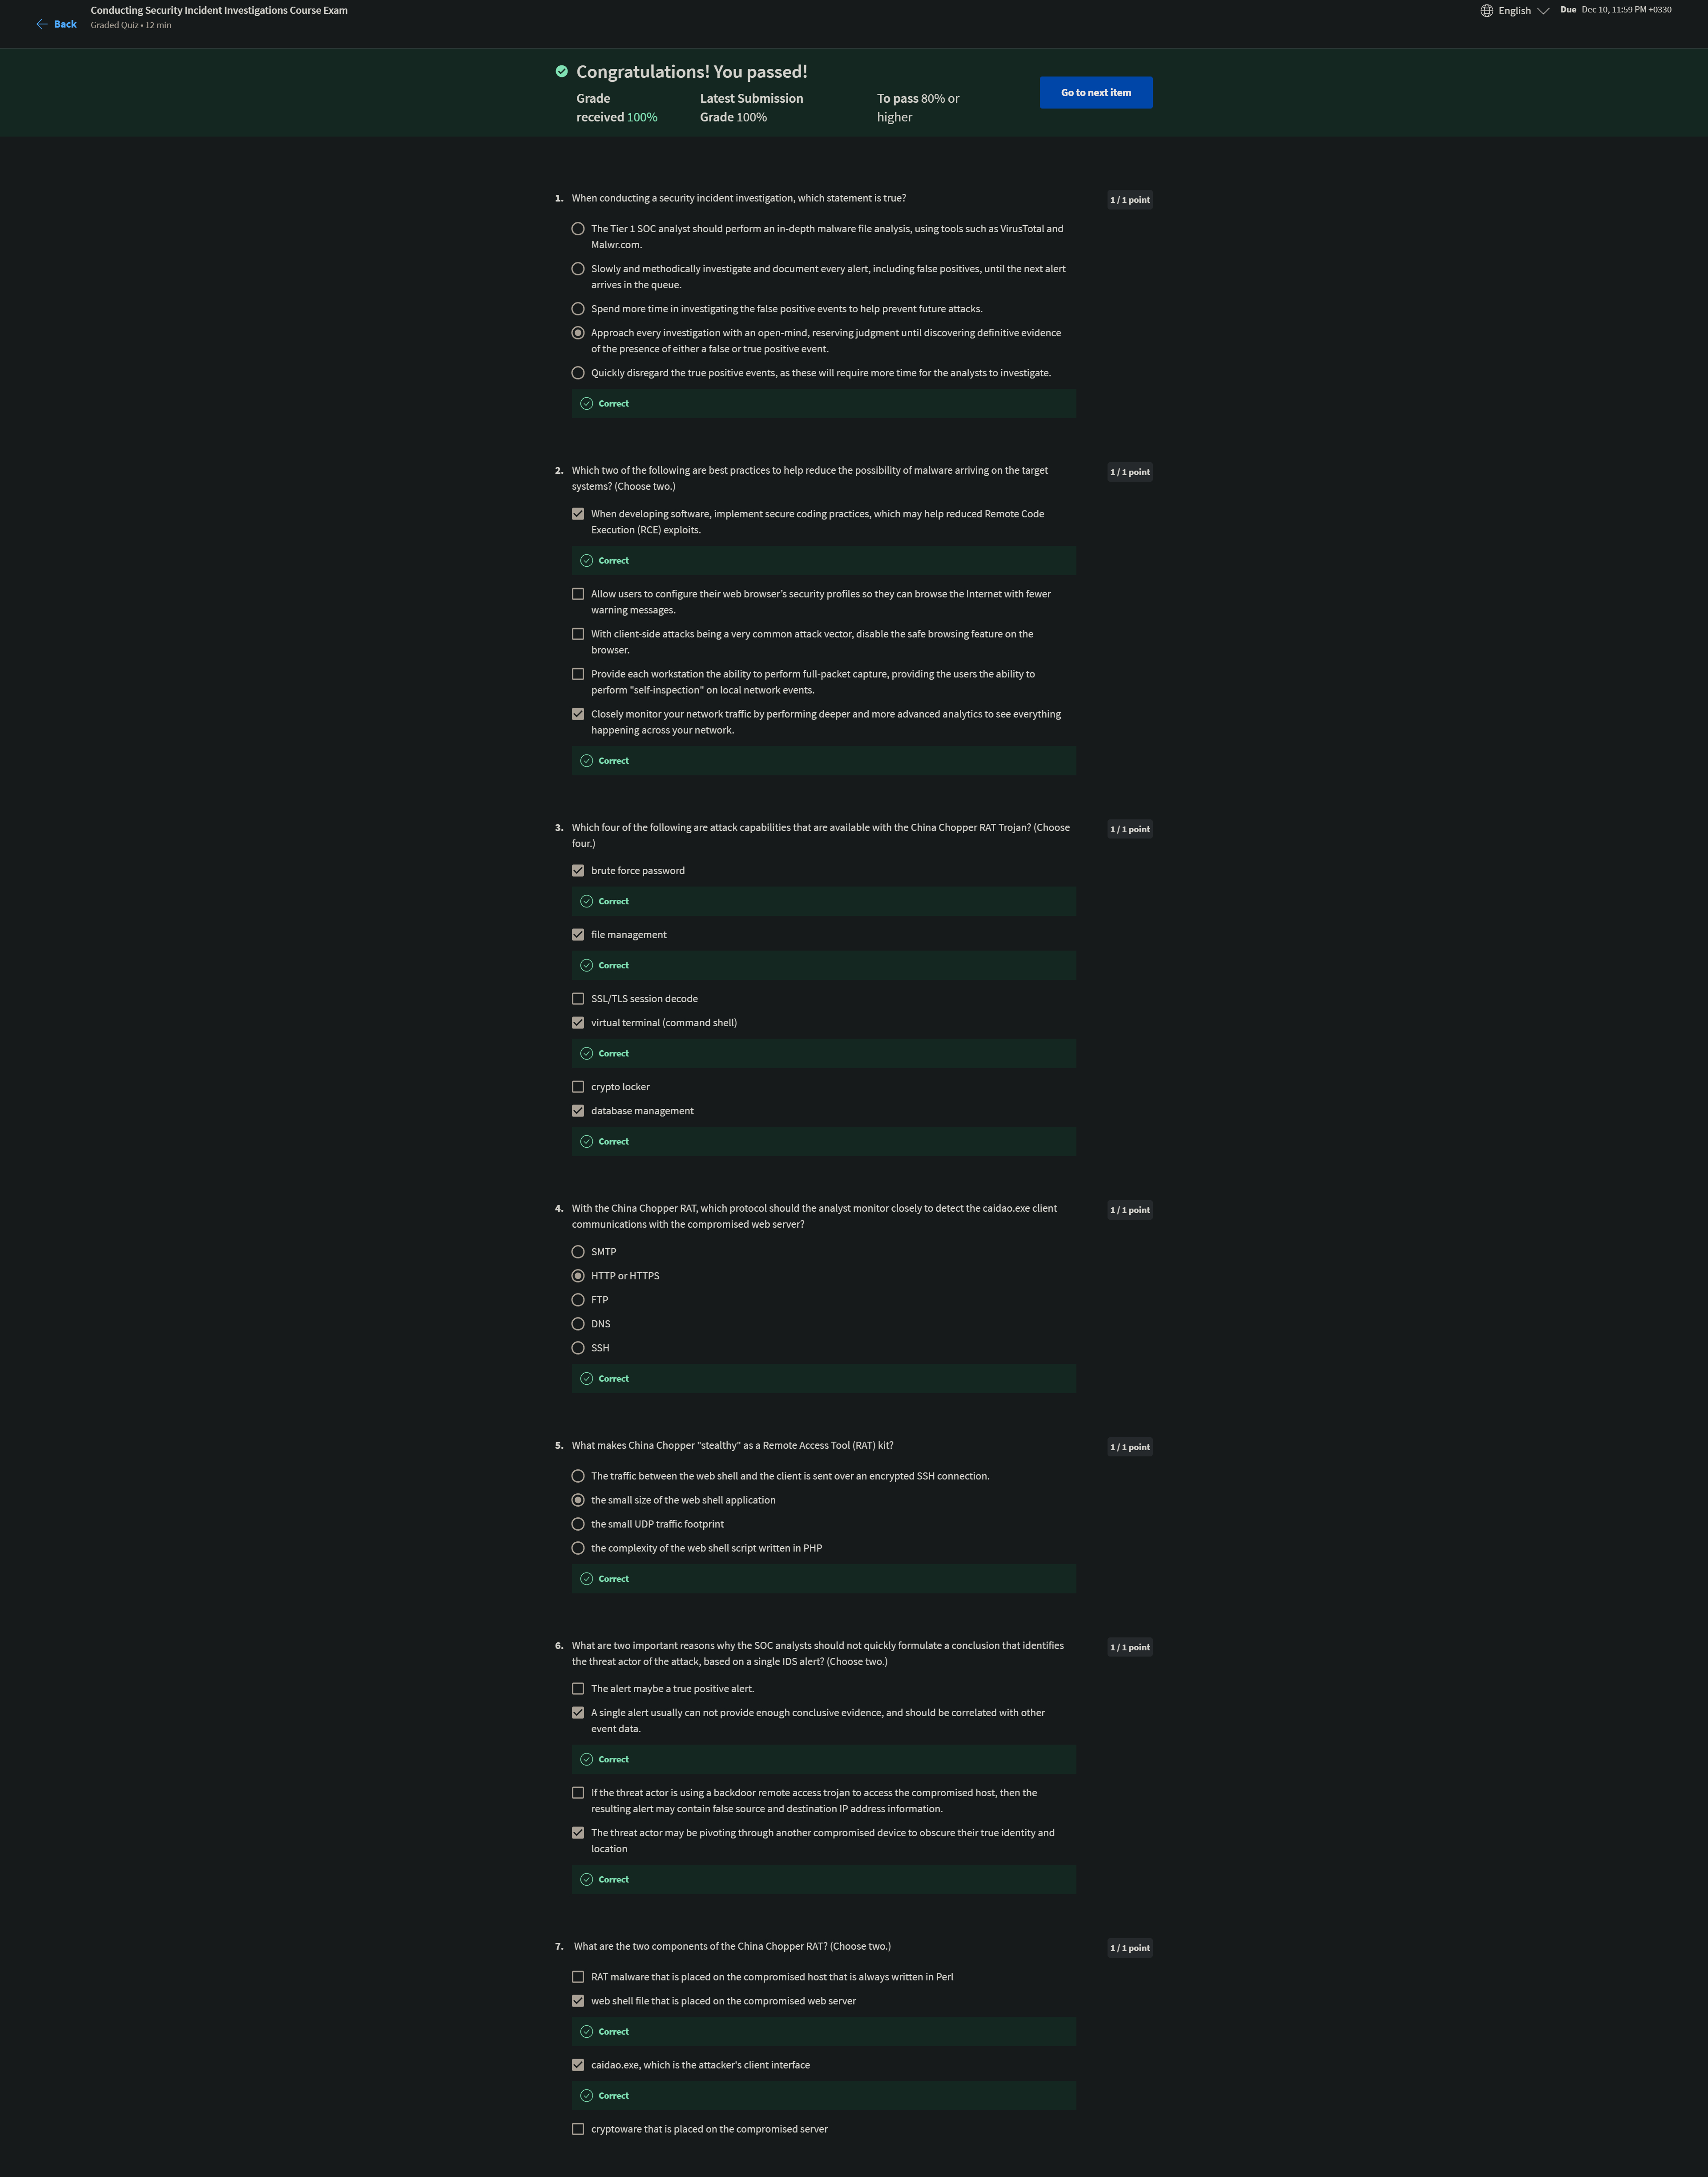 Back
Conducting Security Incident Investigations Course Exam
Graded Quiz • 12 min
English
Due Dec 10, 11:59 PM +0330
Congratulations! You passed!
Grade
received 100%
Latest Submission
Grade 100%
To pass 80% or
higher
Go to next item
1. When conducting a security incident investigation, which statement is true?
1 / 1 point
The Tier 1 SOC analyst should perform an in-depth malware file analysis, using tools such as VirusTotal and
Malwr.com.
Slowly and methodically investigate and document every alert, including false positives, until the next alert
arrives in the queue.
Spend more time in investigating the false positive events to help prevent future attacks.
Approach every investigation with an open-mind, reserving judgment until discovering definitive evidence
of the presence of either a false or true positive event.
Quickly disregard the true positive events, as these will require more time for the analysts to investigate.
Correct
2. Which two of the following are best practices to help reduce the possibility of malware arriving on the target
systems? (Choose two.)
1 / 1 point
When developing software, implement secure coding practices, which may help reduced Remote Code
Execution (RCE) exploits.
Correct
Allow users to configure their web browser’s security profiles so they can browse the Internet with fewer
warning messages.
With client-side attacks being a very common attack vector, disable the safe browsing feature on the
browser.
Provide each workstation the ability to perform full-packet capture, providing the users the ability to
perform "self-inspection" on local network events.
Closely monitor your network traffic by performing deeper and more advanced analytics to see everything
happening across your network.
Correct
3. Which four of the following are attack capabilities that are available with the China Chopper RAT Trojan? (Choose
four.)
1 / 1 point
brute force password
Correct
file management
Correct
SSL/TLS session decode
virtual terminal (command shell)
Correct
crypto locker
database management
Correct
4. With the China Chopper RAT, which protocol should the analyst monitor closely to detect the caidao.exe client
communications with the compromised web server?
1 / 1 point
SMTP
HTTP or HTTPS
FTP
DNS
SSH
Correct
5. What makes China Chopper "stealthy" as a Remote Access Tool (RAT) kit?
1 / 1 point
The traffic between the web shell and the client is sent over an encrypted SSH connection.
the small size of the web shell application
the small UDP traffic footprint
the complexity of the web shell script written in PHP
Correct
6. What are two important reasons why the SOC analysts should not quickly formulate a conclusion that identifies
the threat actor of the attack, based on a single IDS alert? (Choose two.)
1 / 1 point
The alert maybe a true positive alert.
A single alert usually can not provide enough conclusive evidence, and should be correlated with other
event data.
Correct
If the threat actor is using a backdoor remote access trojan to access the compromised host, then the
resulting alert may contain false source and destination IP address information.
The threat actor may be pivoting through another compromised device to obscure their true identity and
location
Correct
7. What are the two components of the China Chopper RAT? (Choose two.)
1 / 1 point
RAT malware that is placed on the compromised host that is always written in Perl
web shell file that is placed on the compromised web server
Correct
caidao.exe, which is the attacker's client interface
Correct
cryptoware that is placed on the compromised server